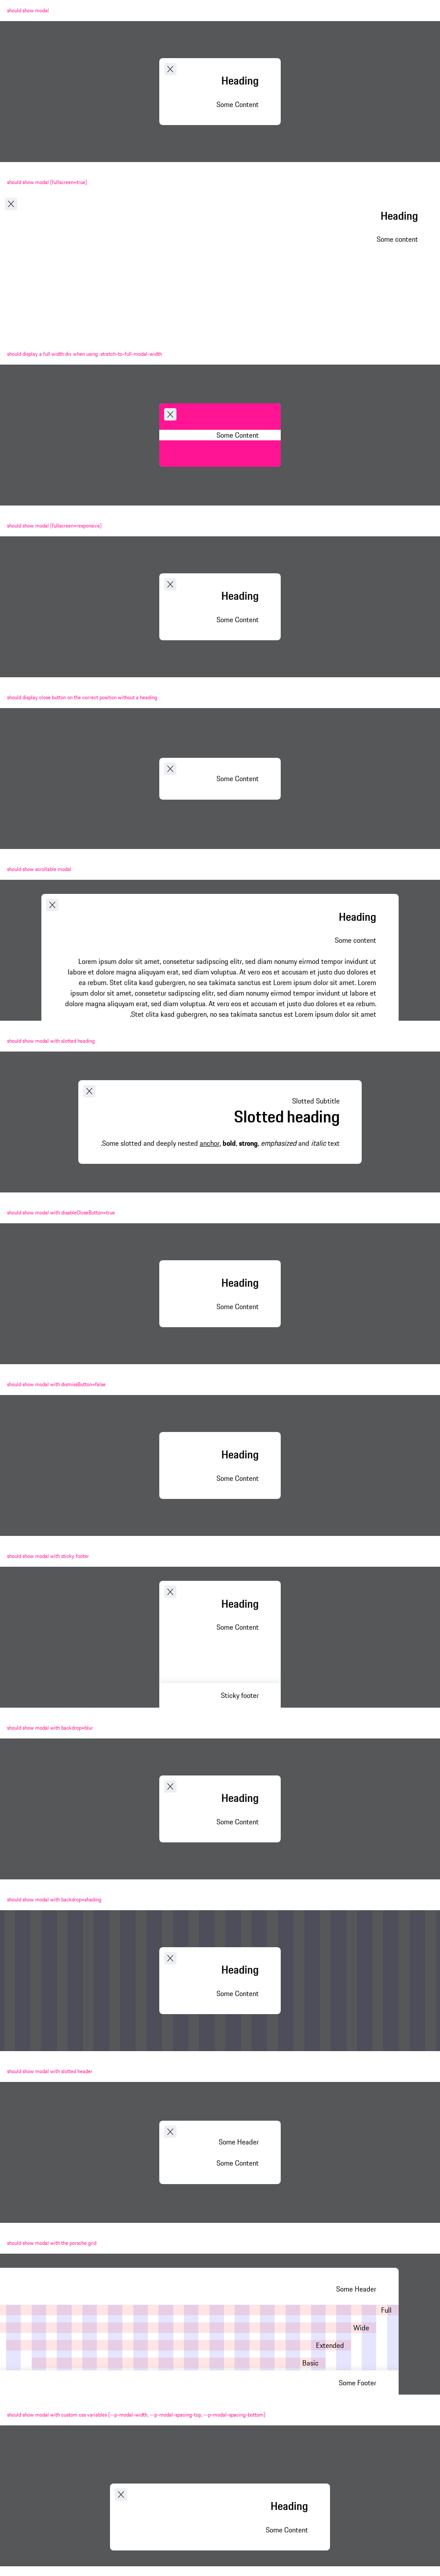 should show modal
Heading
Some Content
should show modal [fullscreen=true]
Heading
Some content
should display a full width div when using .stretch-to-full-modal-width
Some Content
should show modal [fullscreen=responsive]
Heading
Some Content
should display close button on the correct position without a heading.
Some Content
should show scrollable modal
Heading
Some content
Lorem ipsum dolor sit amet, consetetur sadipscing elitr, sed diam nonumy eirmod tempor invidunt ut
labore et dolore magna aliquyam erat, sed diam voluptua. At vero eos et accusam et justo duo dolores et
ea rebum. Stet clita kasd gubergren, no sea takimata sanctus est Lorem ipsum dolor sit amet. Lorem
ipsum dolor sit amet, consetetur sadipscing elitr, sed diam nonumy eirmod tempor invidunt ut labore et
dolore magna aliquyam erat, sed diam voluptua. At vero eos et accusam et justo duo dolores et ea rebum.
.Stet clita kasd gubergren, no sea takimata sanctus est Lorem ipsum dolor sit amet
should show modal with slotted heading
Slotted Subtitle
Slotted heading
.Some slotted and deeply nested anchor, bold, strong, emphasized and italic text
should show modal with disableCloseButton=true
Heading
Some Content
should show modal with dismissButton=false
Heading
Some Content
should show modal with sticky footer
Heading
Some Content
Sticky footer
should show modal with backdrop=blur
Heading
Some Content
should show modal with backdrop=shading
Heading
Some Content
should show modal with slotted header
Some Header
Some Content
should show modal with the porsche grid
Some Header
Full
Wide
Extended
Basic
Some Footer
should show modal with custom css variables [--p-modal-width, --p-modal-spacing-top, --p-modal-spacing-bottom]
Heading
Some Content